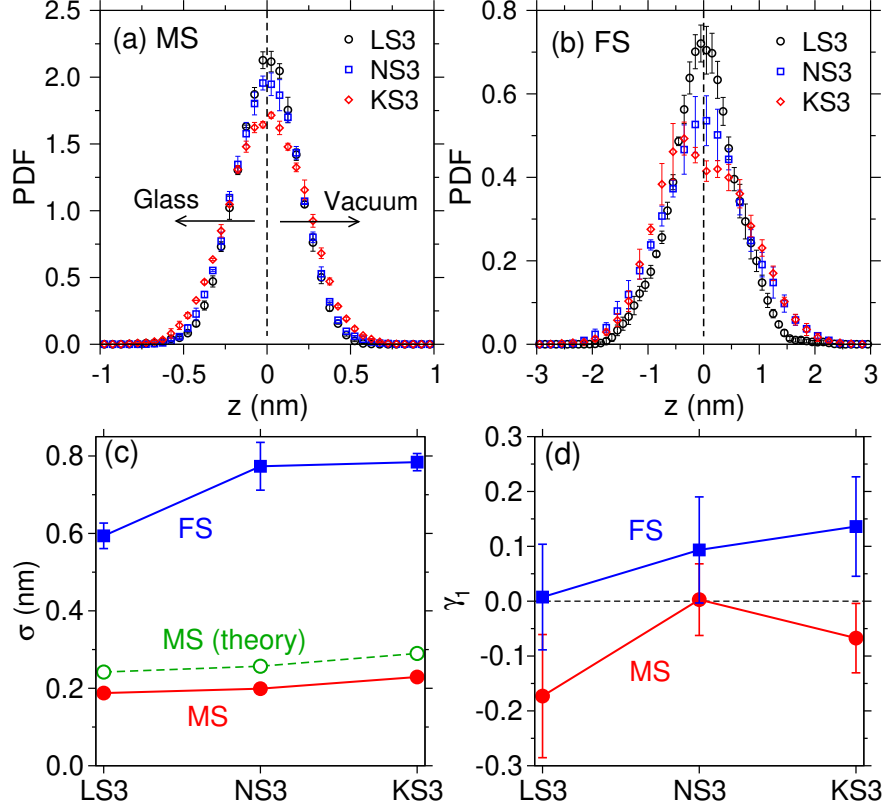 (a) MS
LS3
NS3
KS3
Glass
Vacuum
PDF
2.5
2.0
1.5
1.0
0.5
0.0
-1
-0.5
0
0.5
1
z (nm)
(b) FS
LS3
NS3
KS3
PDF
0.8
0.6
0.4
0.2
0.0
-3
-2
-1
0
1
2
3
z (nm)
(c)
FS
MS (theory)
MS
σ (nm)
0.8
0.6
0.4
0.2
0.0
LS3
NS3
KS3
(d)
FS
MS
γ1
0.3
0.2
0.1
0.0
-0.1
-0.2
-0.3
LS3
NS3
KS3